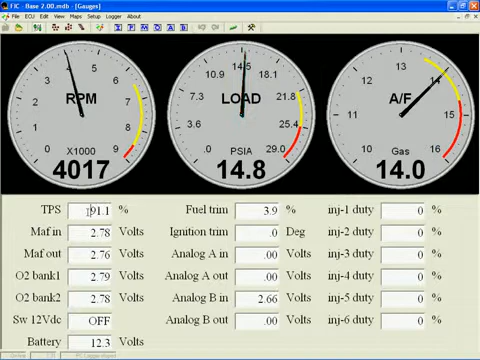 FIC - Base 2.00.mdb - [Gauges]
File ECU Edit View Maps Setup Logger About
0 1 2 3 4 5 6 7 8 9
RPM
X1000
4017
.0 3.6 7.3 10.9 14.5 18.1 21.8 25.4 29.0
LOAD
PSIA
14.8
10 11 12 13 14 15 16
A/F
Gas
14.0
TPS 91.1 % Fuel trim 3.9 % inj-1 duty 0 %
Maf in 2.78 Volts Ignition trim .0 Deg inj-2 duty 0 %
Maf out 2.76 Volts Analog A in .00 Volts inj-3 duty 0 %
O2 bank1 2.79 Volts Analog A out .00 Volts inj-4 duty 0 %
O2 bank2 2.78 Volts Analog B in 2.66 Volts inj-5 duty 0 %
Sw 12Vdc OFF Volts Analog B out .00 Volts inj-6 duty 0 %
Battery 12.3 Volts